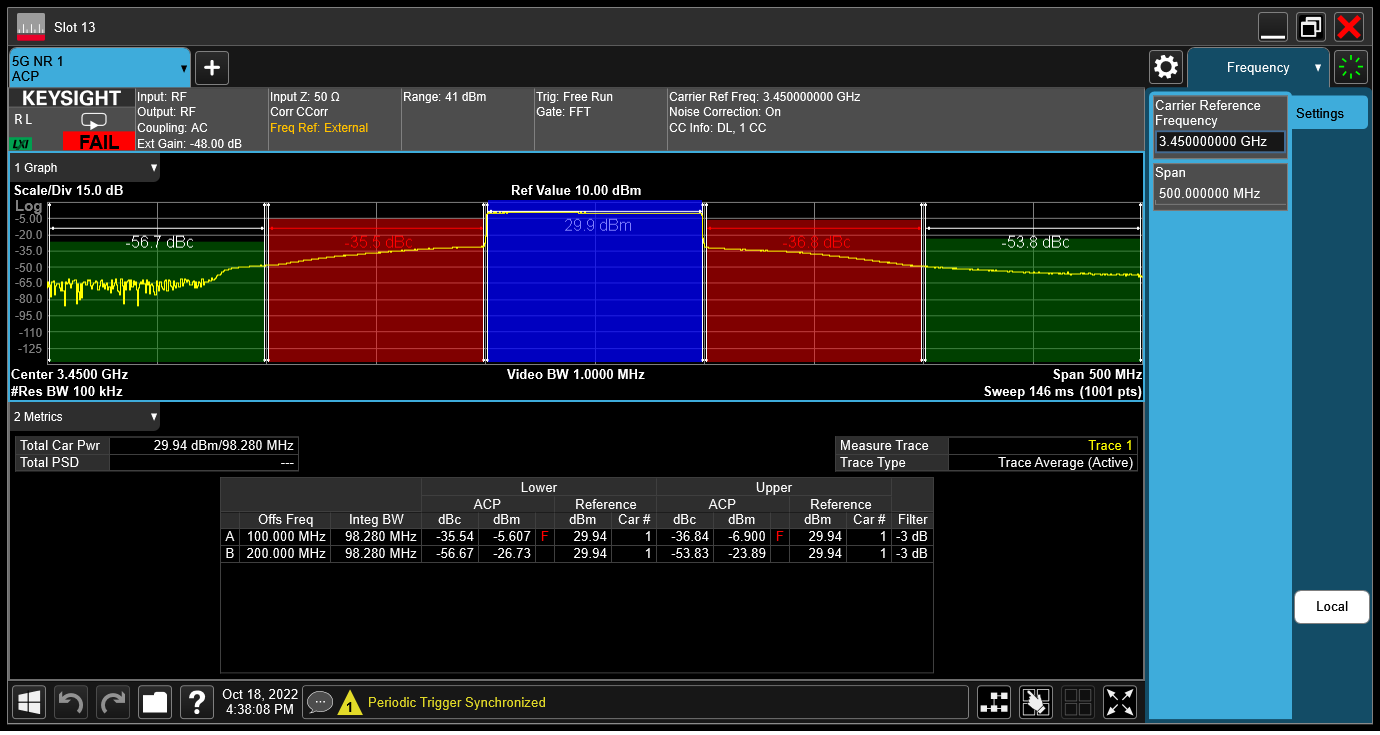 Slot 13
5G NR 1
ACP
Frequency
KEYSIGHT
R L
LXI
FAIL
Input: RF
Output: RF
Coupling: AC
Ext Gain: -48.00 dB
Input Z: 50 Ω
Corr CCorr
Freq Ref: External
Range: 41 dBm
Trig: Free Run
Gate: FFT
Carrier Ref Freq: 3.450000000 GHz
Noise Correction: On
CC Info: DL, 1 CC
Carrier Reference
Frequency
3.450000000 GHz
Span
500.000000 MHz
Settings
Local
1 Graph
Scale/Div 15.0 dB
Ref Value 10.00 dBm
Log
-5.00
-20.0
-35.0
-50.0
-65.0
-80.0
-95.0
-110
-125
-56.7 dBc
-35.5 dBc
29.9 dBm
-36.8 dBc
-53.8 dBc
Center 3.4500 GHz
Video BW 1.0000 MHz
Span 500 MHz
#Res BW 100 kHz
Sweep 146 ms (1001 pts)
2 Metrics
Total Car Pwr 29.94 dBm/98.280 MHz
Total PSD ---
Measure Trace Trace 1
Trace Type Trace Average (Active)
Lower Upper
ACP Reference ACP Reference
Offs Freq Integ BW dBc dBm dBm Car # dBc dBm dBm Car # Filter
A 100.000 MHz 98.280 MHz -35.54 -5.607 F 29.94 1 -36.84 -6.900 F 29.94 1 -3 dB
B 200.000 MHz 98.280 MHz -56.67 -26.73 29.94 1 -53.83 -23.89 29.94 1 -3 dB
?
Oct 18, 2022
4:38:08 PM
1
Periodic Trigger Synchronized